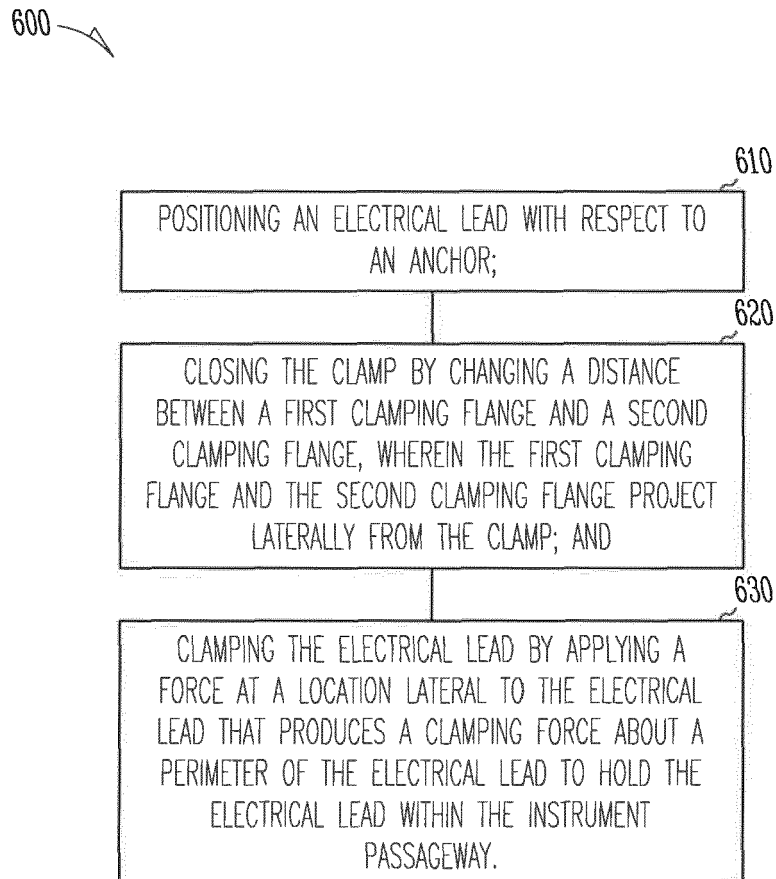 600
610
POSITIONING AN ELECTRICAL LEAD WITH RESPECT TO
AN ANCHOR;
620
CLOSING THE CLAMP BY CHANGING A DISTANCE
BETWEEN A FIRST CLAMPING FLANGE AND A SECOND
CLAMPING FLANGE, WHEREIN THE FIRST CLAMPING
FLANGE AND THE SECOND CLAMPING FLANGE PROJECT
LATERALLY FROM THE CLAMP; AND
630
CLAMPING THE ELECTRICAL LEAD BY APPLYING A
FORCE AT A LOCATION LATERAL TO THE ELECTRICAL
LEAD THAT PRODUCES A CLAMPING FORCE ABOUT A
PERIMETER OF THE ELECTRICAL LEAD TO HOLD THE
ELECTRICAL LEAD WITHIN THE INSTRUMENT
PASSAGEWAY.